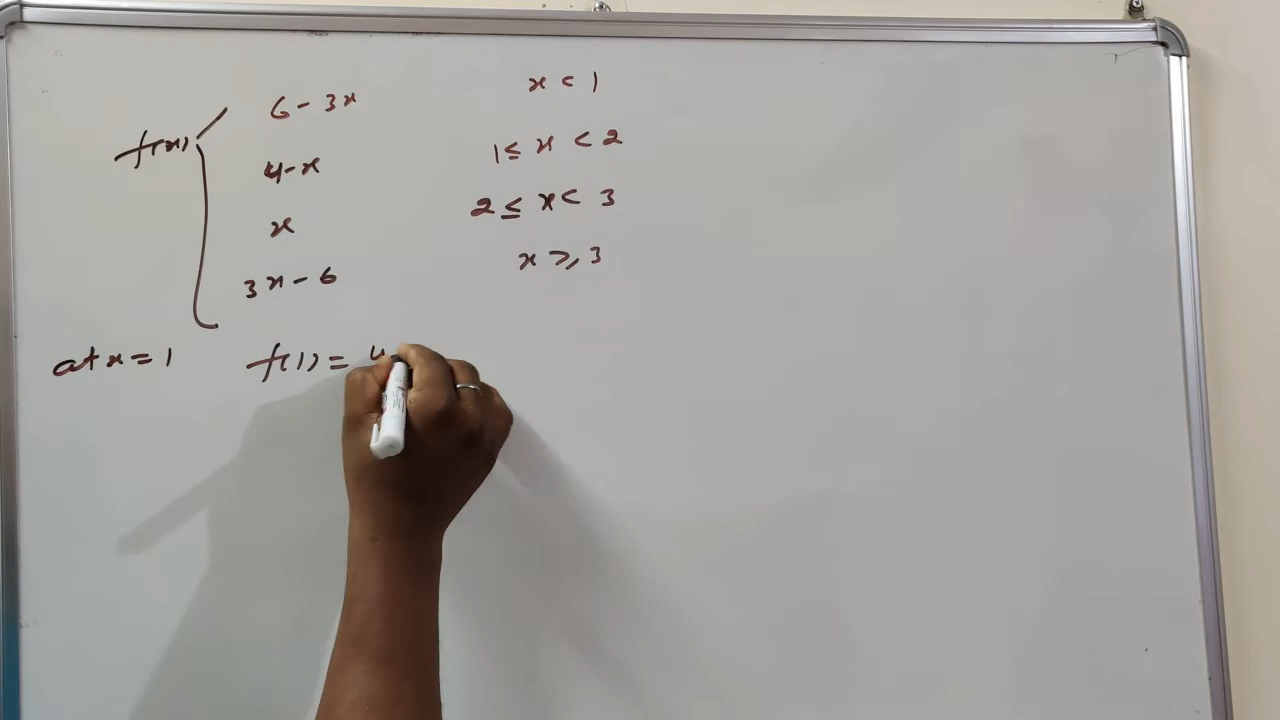 f(x) 6-3x x < 1
4-x 1 ≤ x < 2
x 2 ≤ x < 3
3x-6 x ≥ 3
at x = 1 f(1) = 4-